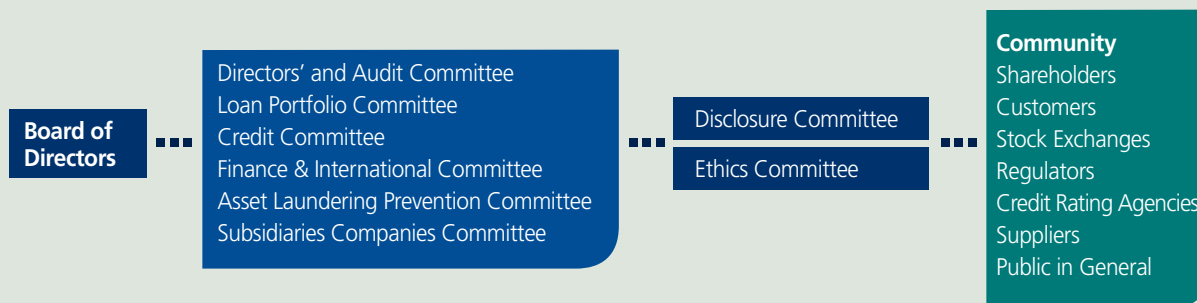 Board of
Directors
Directors’ and Audit Committee
Loan Portfolio Committee
Credit Committee
Finance & International Committee
Asset Laundering Prevention Committee
Subsidiaries Companies Committee
Disclosure Committee
Ethics Committee
Community
Shareholders
Customers
Stock Exchanges
Regulators
Credit Rating Agencies
Suppliers
Public in General